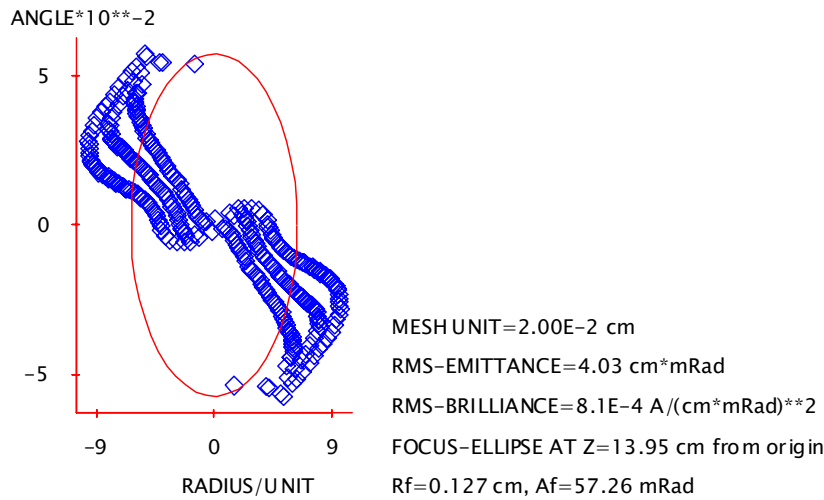 ANGLE*10**-2
5
0
-5
-9 0 9
RADIUS/UNIT
MESH UNIT=2.00E-2 cm
RMS-EMITTANCE=4.03 cm*mRad
RMS-BRILLIANCE=8.1E-4 A/(cm*mRad)**2
FOCUS-ELLIPSE AT Z=13.95 cm from origin
Rf=0.127 cm, Af=57.26 mRad